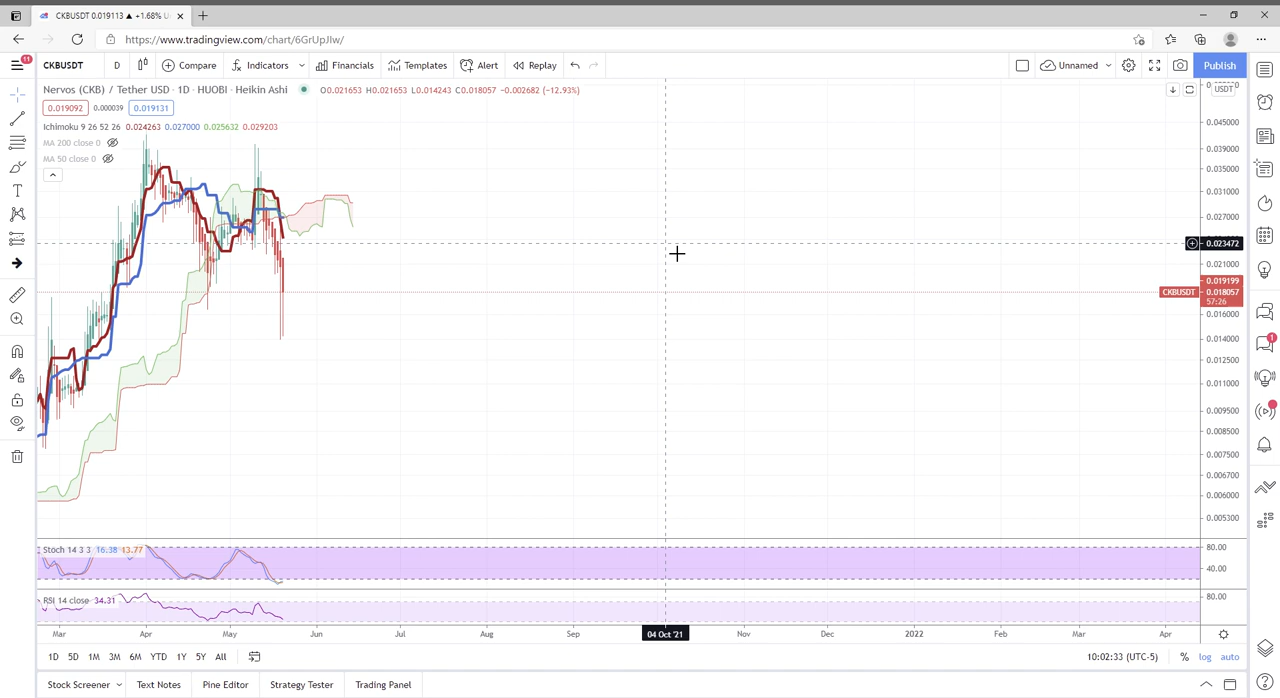 CKBUSDT 0.019113 ▲ +1.68% U
https://www.tradingview.com/chart/6GrUpJIw/
11
CKBUSDT D Compare Indicators Financials Templates Alert Replay Unnamed Publish
Nervos (CKB) / Tether USD · 1D · HUOBI · Heikin Ashi O0.021653 H0.021653 L0.014243 C0.018057 -0.002682 (-12.93%)
USDT
0.019092 0.000039 0.019131
Ichimoku 9 26 52 26 0.024263 0.027000 0.025632 0.029203
MA 200 close 0
MA 50 close 0
0.045000
0.039000
0.035000
0.031000
0.027000
0.023472
0.021000
0.019199
CKBUSDT 0.018057
57:26
0.016000
0.014000
0.012500
0.011000
0.009500
0.008500
0.007500
0.006700
0.006000
0.005300
1
Stoch 14 3 3 16.38 13.77
80.00
40.00
RSI 14 close 34.31
80.00
Mar Apr May Jun Jul Aug Sep 04 Oct '21 Nov Dec 2022 Feb Mar Apr
1D 5D 1M 3M 6M YTD 1Y 5Y All 10:02:33 (UTC-5) % log auto
Stock Screener Text Notes Pine Editor Strategy Tester Trading Panel